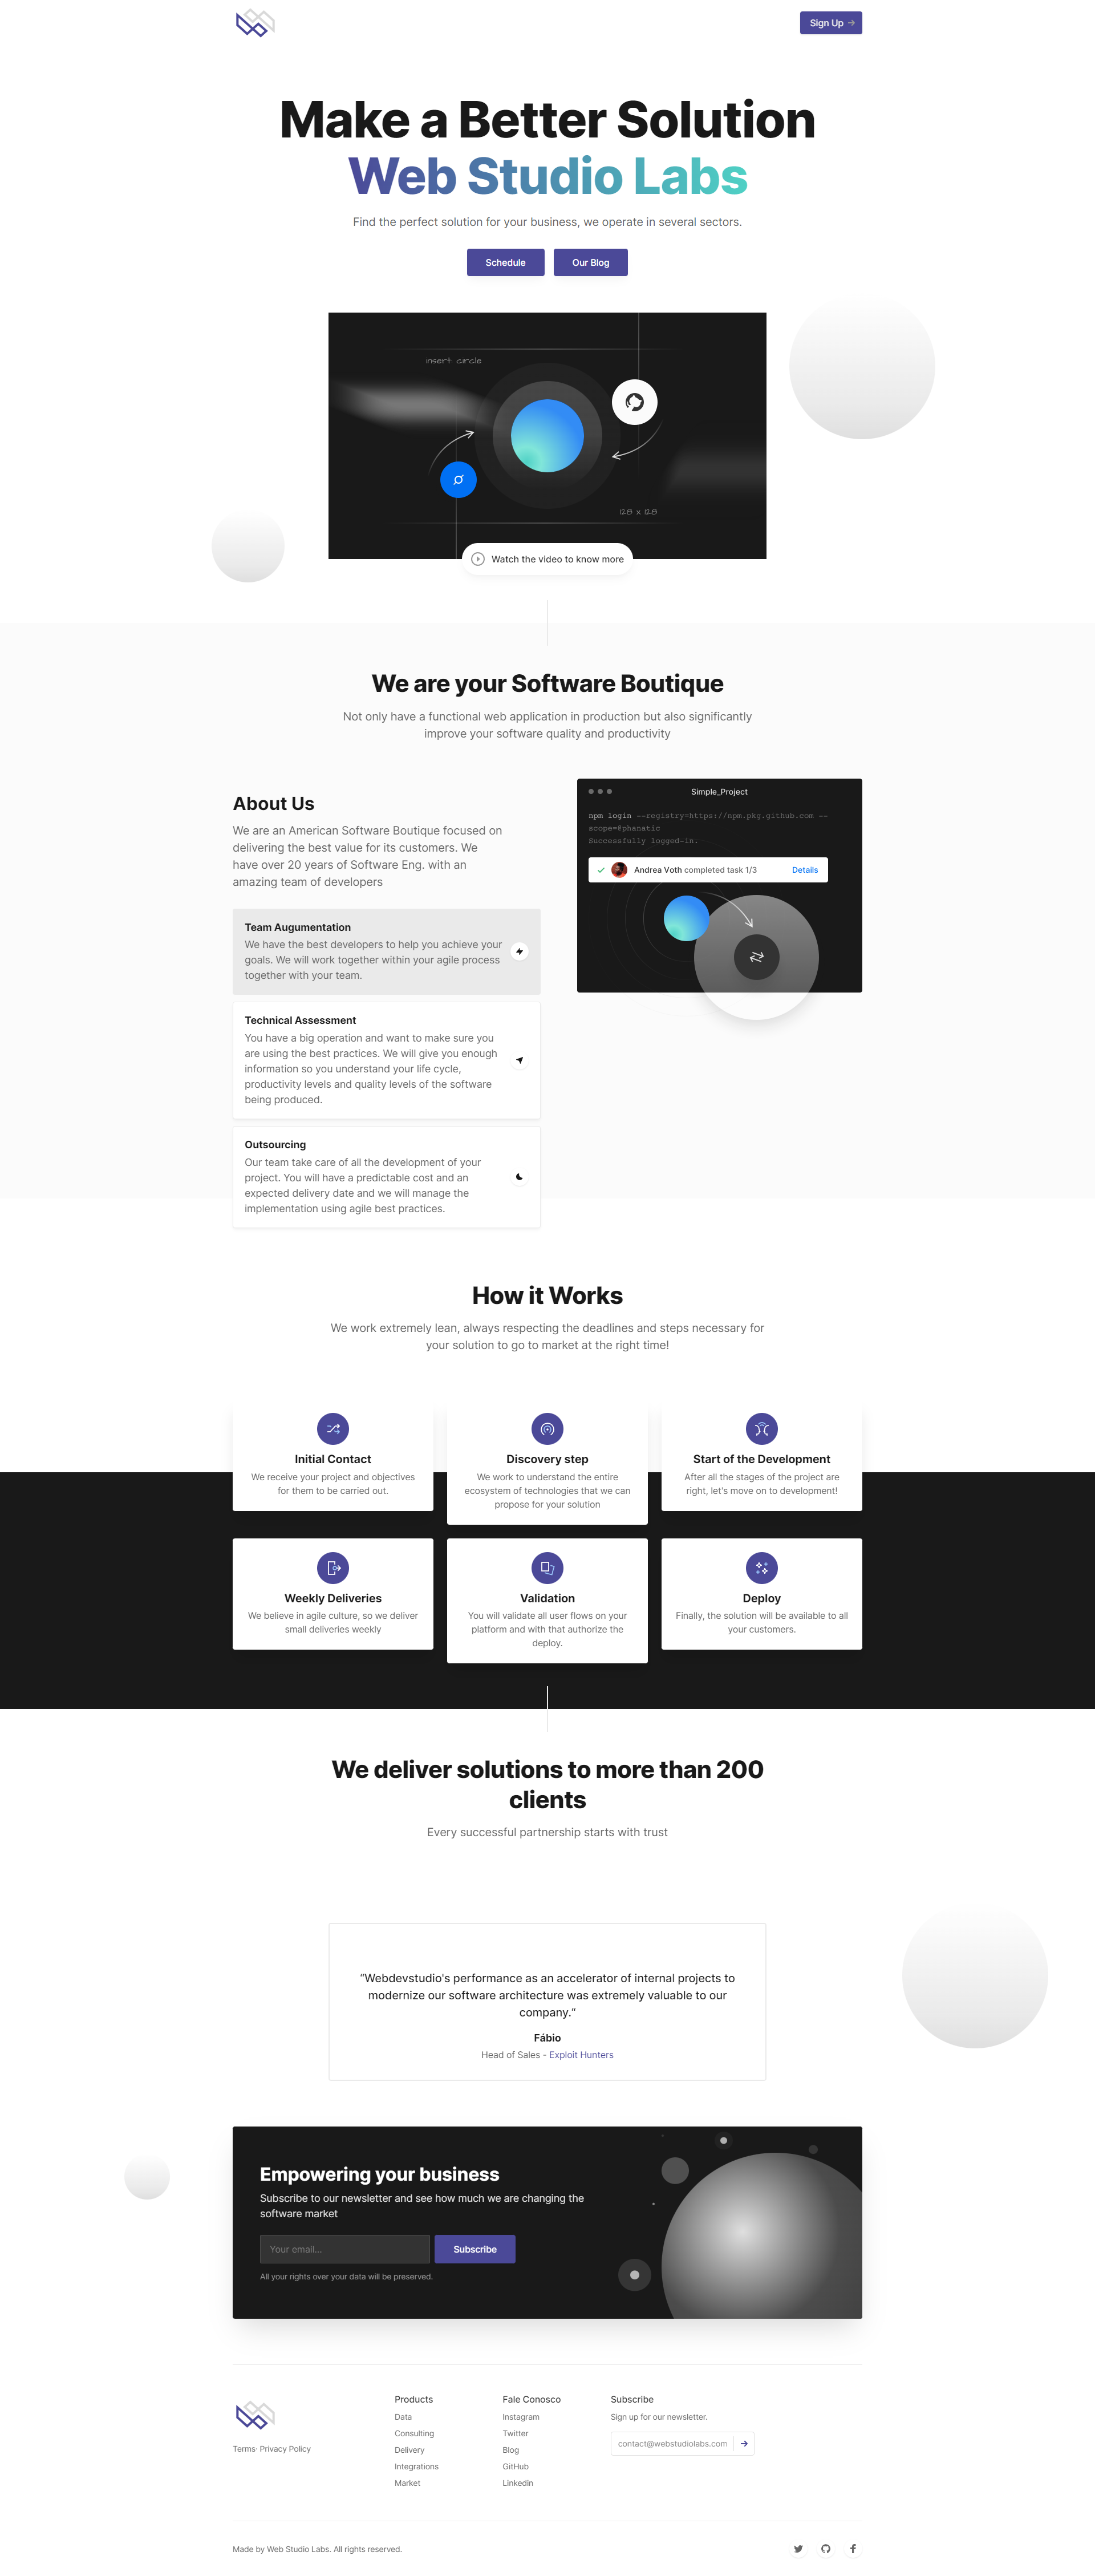 Sign Up
Make a Better Solution
Web Studio Labs
Find the perfect solution for your business, we operate in several sectors.
Schedule
Our Blog
insert circle
128 x 128
Watch the video to know more
We are your Software Boutique
Not only have a functional web application in production but also significantly
improve your software quality and productivity
About Us
We are an American Software Boutique focused on
delivering the best value for its customers. We
have over 20 years of Software Eng. with an
amazing team of developers
Team Augumentation
We have the best developers to help you achieve your
goals. We will work together within your agile process
together with your team.
Technical Assessment
You have a big operation and want to make sure you
are using the best practices. We will give you enough
information so you understand your life cycle,
productivity levels and quality levels of the software
being produced.
Outsourcing
Our team take care of all the development of your
project. You will have a predictable cost and an
expected delivery date and we will manage the
implementation using agile best practices.
Simple_Project
npm login --registry=https://npm.pkg.github.com --
scope=@phanatic
Successfully logged-in.
Andrea Voth completed task 1/3
Details
How it Works
We work extremely lean, always respecting the deadlines and steps necessary for
your solution to go to market at the right time!
Initial Contact
We receive your project and objectives
for them to be carried out.
Discovery step
We work to understand the entire
ecosystem of technologies that we can
propose for your solution
Start of the Development
After all the stages of the project are
right, let's move on to development!
Weekly Deliveries
We believe in agile culture, so we deliver
small deliveries weekly
Validation
You will validate all user flows on your
platform and with that authorize the
deploy.
Deploy
Finally, the solution will be available to all
your customers.
We deliver solutions to more than 200
clients
Every successful partnership starts with trust
“Webdevstudio's performance as an accelerator of internal projects to
modernize our software architecture was extremely valuable to our
company.“
Fábio
Head of Sales - Exploit Hunters
Empowering your business
Subscribe to our newsletter and see how much we are changing the
software market
Your email…
Subscribe
All your rights over your data will be preserved.
Terms· Privacy Policy
Products
Data
Consulting
Delivery
Integrations
Market
Fale Conosco
Instagram
Twitter
Blog
GitHub
Linkedin
Subscribe
Sign up for our newsletter.
contact@webstudiolabs.com
Made by Web Studio Labs. All rights reserved.